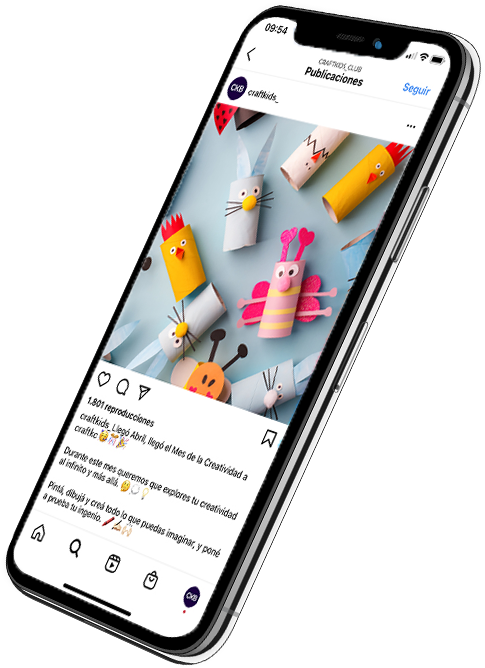 09:54
CRAFTKIDS_CLUB
Publicaciones
Seguir
CKB
craftkids_
1.801 reproducciones
craftkids_ Llegó Abril, llegó el Mes de la Creatividad a
craftkc
Durante este mes queremos que explores tu creatividad
al infinito y más allá.
Pintá, dibujá y creá todo lo que puedas imaginar, y poné
a prueba tu ingenio.
CKB